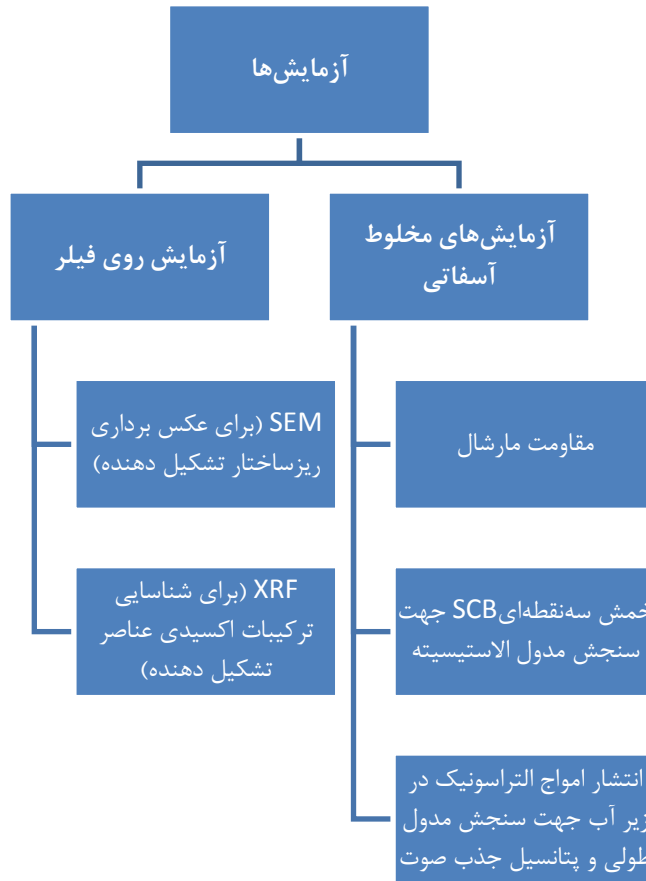 آزمایش‌ها
آزمایش‌های مخلوط
آسفاتی
آزمایش روی فیلر
مقاومت مارشال
خمش سه‌نقطه‌ایSCB جهت
سنجش مدول الاستیسیته
انتشار امواج التراسونیک در
زیر آب جهت سنجش مدول
طولی و پتانسیل جذب صوت
SEM (برای عکس برداری
ریزساختار تشکیل دهنده)
XRF (برای شناسایی
ترکیبات اکسیدی عناصر
تشکیل دهنده)